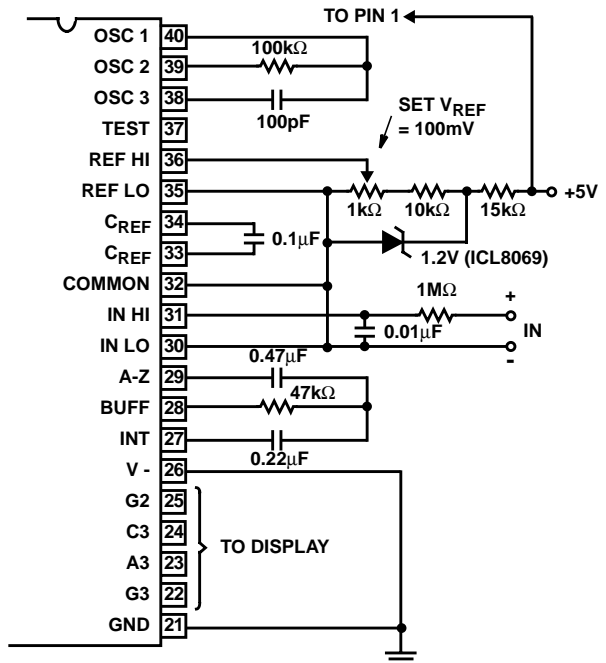 TO PIN 1
OSC 1 40
100kΩ
OSC 2 39
OSC 3 38
100pF
SET VREF
= 100mV
TEST 37
REF HI 36
REF LO 35
1kΩ 10kΩ 15kΩ
+5V
CREF 34
0.1µF
CREF 33
1.2V (ICL8069)
COMMON 32
1MΩ
IN HI 31
+
0.01µF
IN
IN LO 30
-
0.47µF
A-Z 29
47kΩ
BUFF 28
INT 27
0.22µF
V - 26
G2 25
C3 24
TO DISPLAY
A3 23
G3 22
GND 21